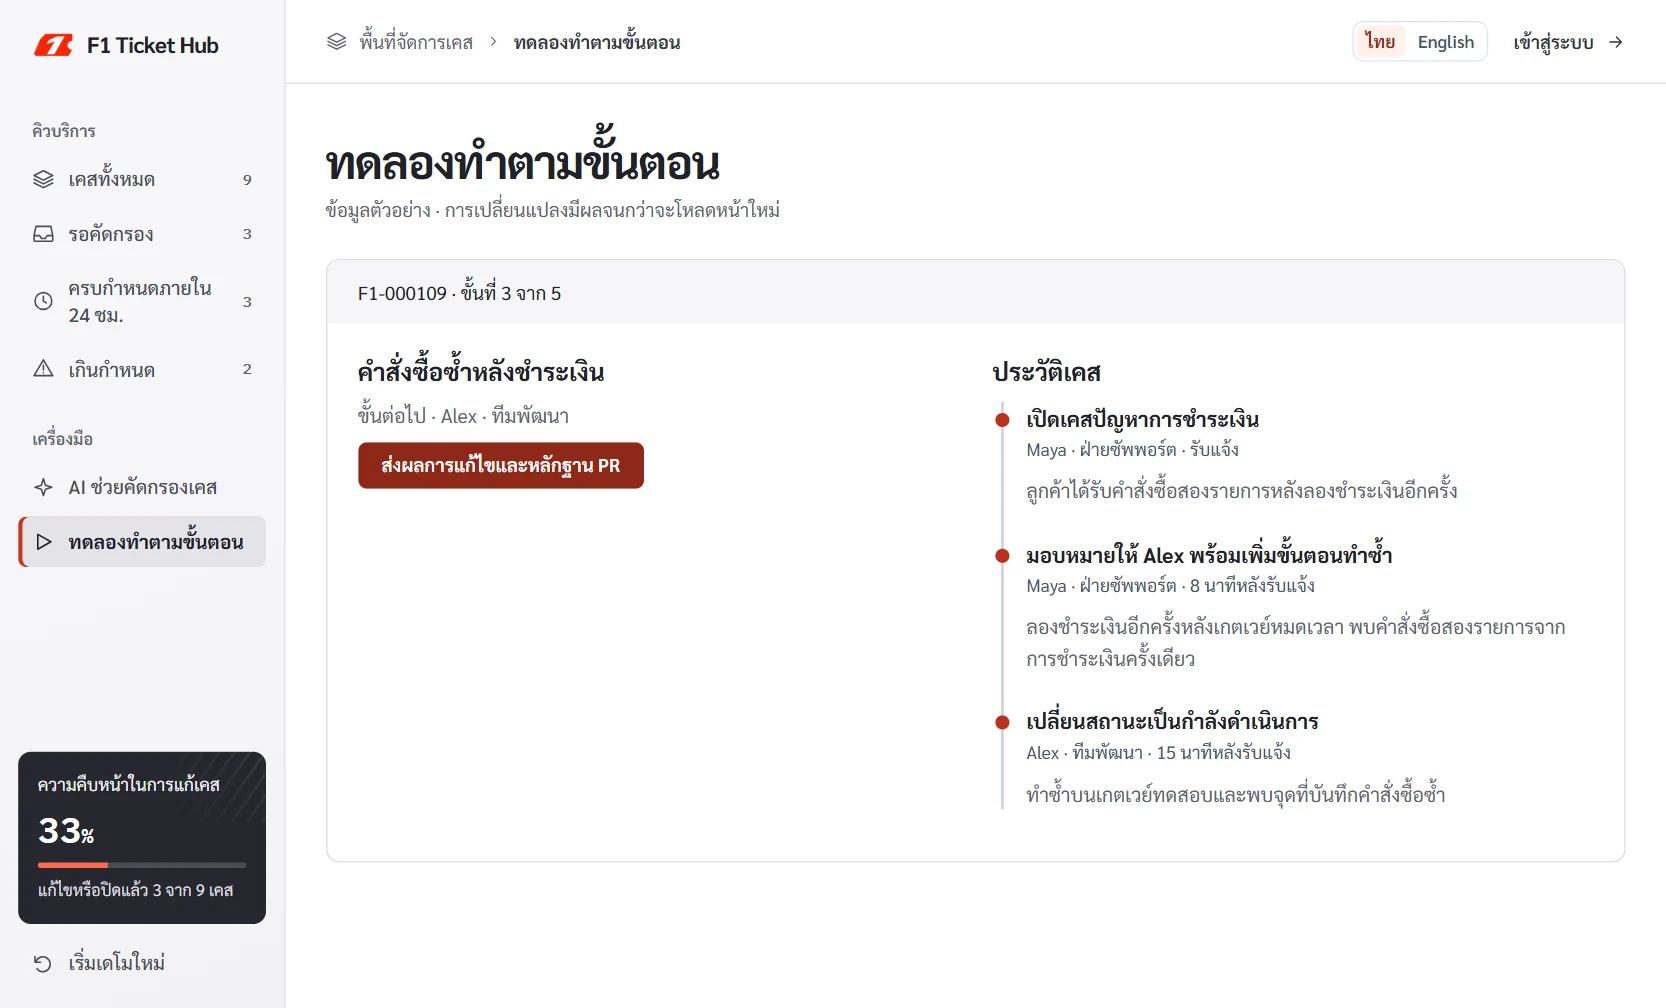 F1 Ticket Hub
คิวบริการ
เคสทั้งหมด 9
รอคัดกรอง 3
ครบกำหนดภายใน
24 ชม. 3
เกินกำหนด 2
เครื่องมือ
AI ช่วยคัดกรองเคส
ทดลองทำตามขั้นตอน
ความคืบหน้าในการแก้เคส
33%
แก้ไขหรือปิดแล้ว 3 จาก 9 เคส
เริ่มเดโมใหม่
พื้นที่จัดการเคส > ทดลองทำตามขั้นตอน
ไทย English เข้าสู่ระบบ →
ทดลองทำตามขั้นตอน
ข้อมูลตัวอย่าง · การเปลี่ยนแปลงมีผลจนกว่าจะโหลดหน้าใหม่
F1-000109 · ขั้นที่ 3 จาก 5
คำสั่งซื้อซ้ำหลังชำระเงิน
ขั้นต่อไป · Alex · ทีมพัฒนา
ส่งผลการแก้ไขและหลักฐาน PR
ประวัติเคส
เปิดเคสปัญหาการชำระเงิน
Maya · ฝ่ายซัพพอร์ต · รับแจ้ง
ลูกค้าได้รับคำสั่งซื้อสองรายการหลังลองชำระเงินอีกครั้ง
มอบหมายให้ Alex พร้อมเพิ่มขั้นตอนทำซ้ำ
Maya · ฝ่ายซัพพอร์ต · 8 นาทีหลังรับแจ้ง
ลองชำระเงินอีกครั้งหลังเกตเวย์หมดเวลา พบคำสั่งซื้อสองรายการจาก
การชำระเงินครั้งเดียว
เปลี่ยนสถานะเป็นกำลังดำเนินการ
Alex · ทีมพัฒนา · 15 นาทีหลังรับแจ้ง
ทำซ้ำบนเกตเวย์ทดสอบและพบจุดที่บันทึกคำสั่งซื้อซ้ำ